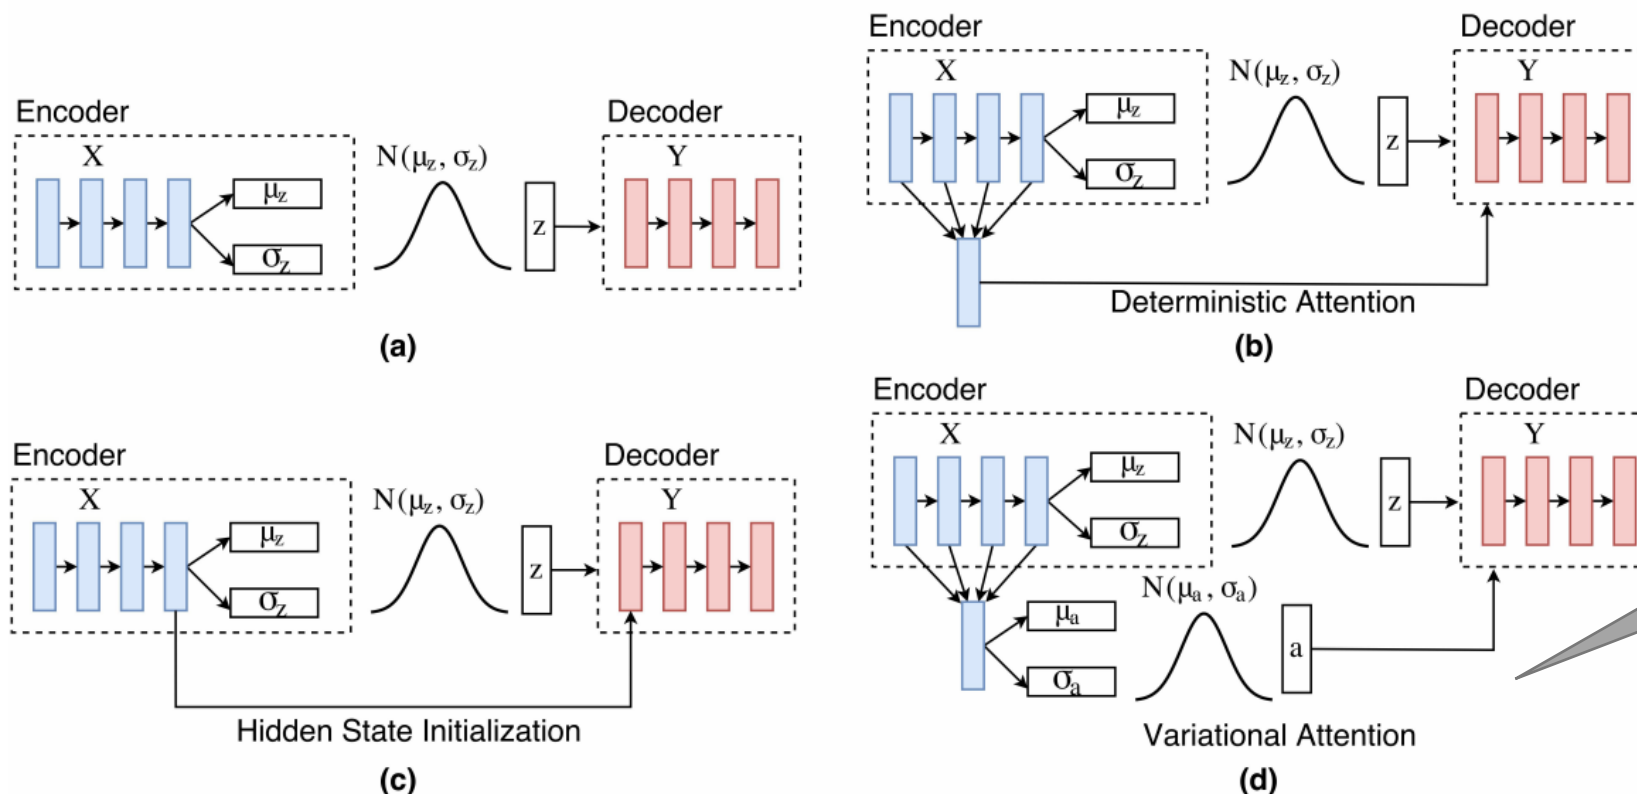 Encoder
Decoder
X
N(μz, σz)
Y
μz
z
σz
(a)
Encoder
Decoder
X
N(μz, σz)
Y
μz
z
σz
Deterministic Attention
(b)
Encoder
Decoder
X
N(μz, σz)
Y
μz
z
σz
Hidden State Initialization
(c)
Encoder
Decoder
X
N(μz, σz)
Y
μz
z
σz
N(μa, σa)
μa
a
σa
Variational Attention
(d)